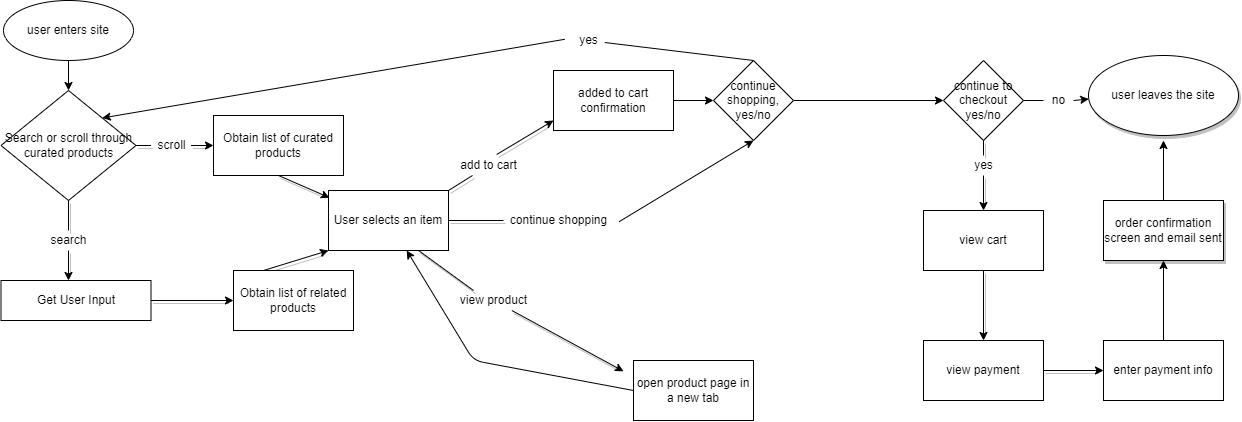 user enters site
Search or scroll through
curated products
scroll
Obtain list of curated
products
search
Get User Input
Obtain list of related
products
User selects an item
add to cart
continue shopping
view product
open product page in
a new tab
added to cart
confirmation
yes
continue
shopping,
yes/no
continue to
checkout
yes/no
no
user leaves the site
yes
view cart
view payment
enter payment info
order confirmation
screen and email sent